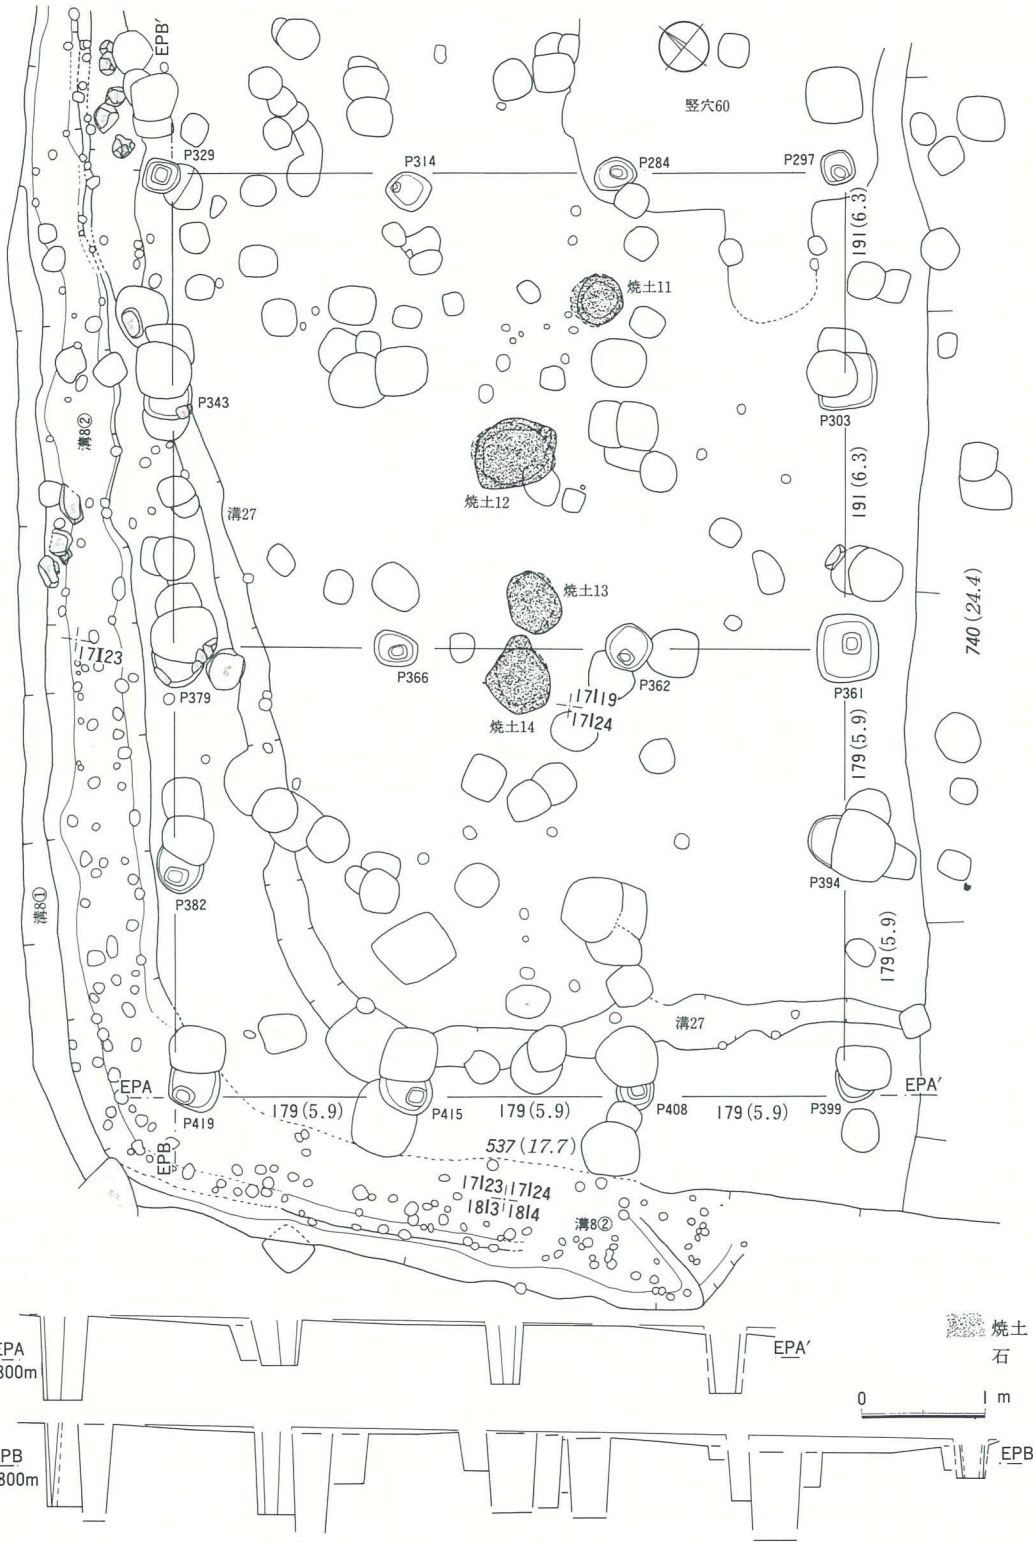 EPB′
竪穴60
P329
P314
P284
P297
191(6.3)
焼土11
P343
P303
溝8②
焼土12
溝27
191(6.3)
焼土13
740(24.4)
17I23
P379
P366
P362
P361
17I19
17I24
焼土14
179(5.9)
P382
P394
溝8①
179(5.9)
溝27
EPA
EPA′
P419
179(5.9)
P415
179(5.9)
P408
179(5.9)
P399
EPB
537(17.7)
17I23 17I24
18I3 18I4
溝8②
EPA
800m
EPA′
焼土
石
0 1 m
PB
800m
EPB